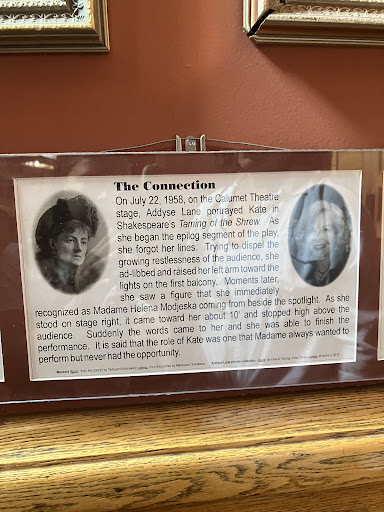 The Connection
On July 22, 1958, on the Calumet Theatre
stage, Addyse Lane portrayed Kate in
Shakespeare's Taming of the Shrew. As
she began the epilog segment of the play,
she forgot her lines. Trying to dispel the
growing restlessness of the audience, she
ad-libbed and raised her left arm toward the
lights on the first balcony. Moments later,
she saw a figure that she immediately
recognized as Madame Helena Modjeska coming from beside the spotlight. As she
stood on stage right, it came toward her about 10' and stopped high above the
audience. Suddenly the words came to her and she was able to finish the
performance. It is said that the role of Kate was one that Madame always wanted to
perform but never had the opportunity.